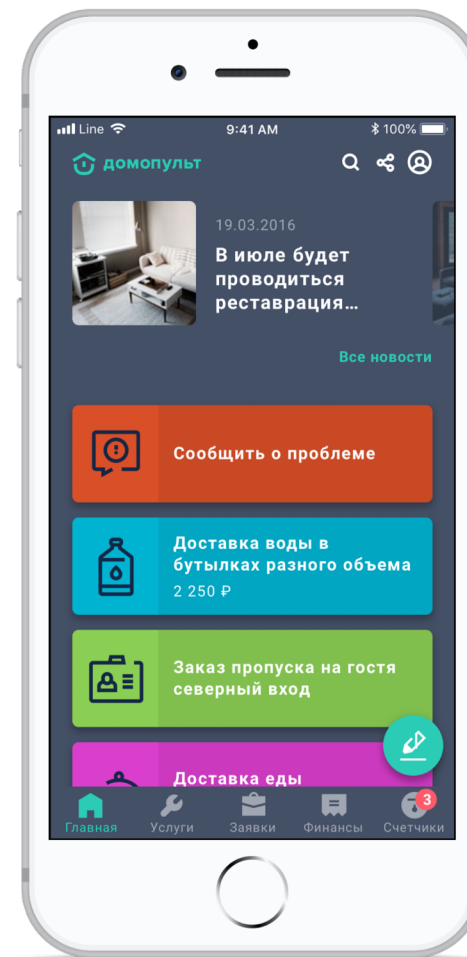 Line
9:41 AM
100%
домопульт
19.03.2016
В июле будет
проводиться
реставрация...
Все новости
Сообщить о проблеме
Доставка воды в
бутылках разного объема
2 250 ₽
Заказ пропуска на гостя
северный вход
Доставка еды
3
Главная
Услуги
Заявки
Финансы
Счетчики